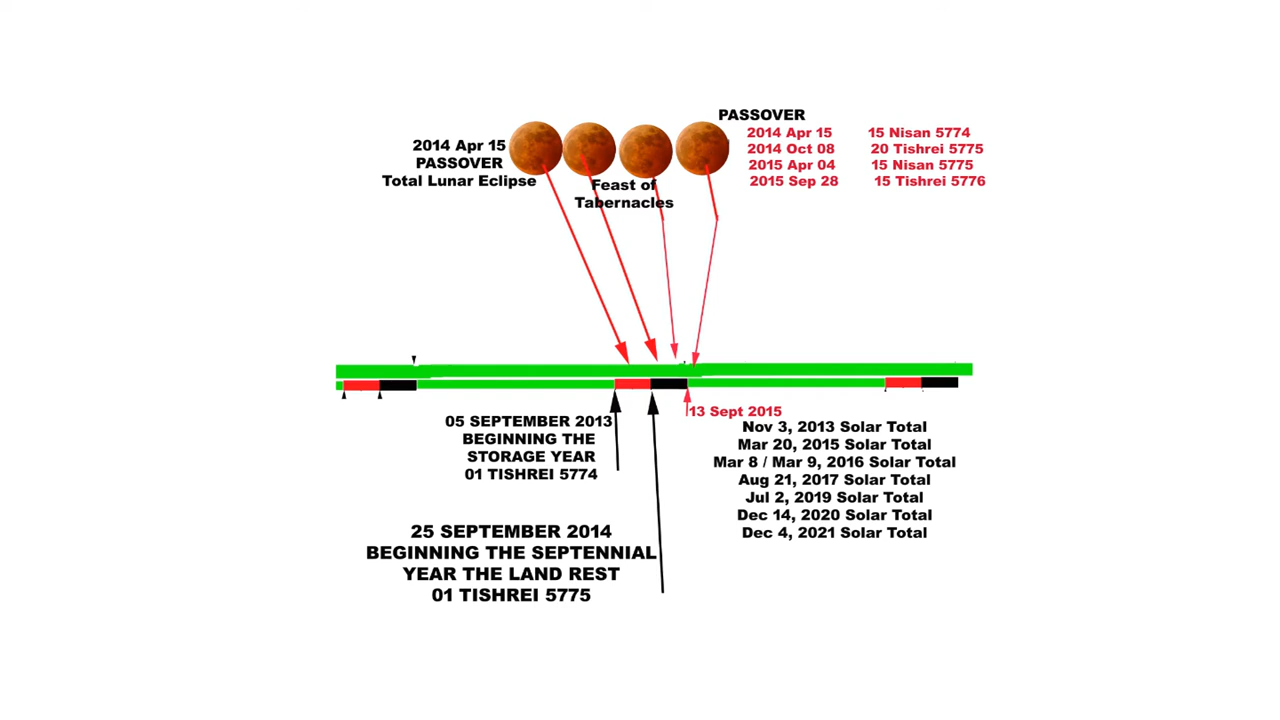 PASSOVER
2014 Apr 15 15 Nisan 5774
2014 Oct 08 20 Tishrei 5775
2015 Apr 04 15 Nisan 5775
2015 Sep 28 15 Tishrei 5776
2014 Apr 15
PASSOVER
Total Lunar Eclipse
Feast of
Tabernacles
13 Sept 2015
05 SEPTEMBER 2013
BEGINNING THE
STORAGE YEAR
01 TISHREI 5774
Nov 3, 2013 Solar Total
Mar 20, 2015 Solar Total
Mar 8 / Mar 9, 2016 Solar Total
Aug 21, 2017 Solar Total
Jul 2, 2019 Solar Total
Dec 14, 2020 Solar Total
Dec 4, 2021 Solar Total
25 SEPTEMBER 2014
BEGINNING THE SEPTENNIAL
YEAR THE LAND REST
01 TISHREI 5775